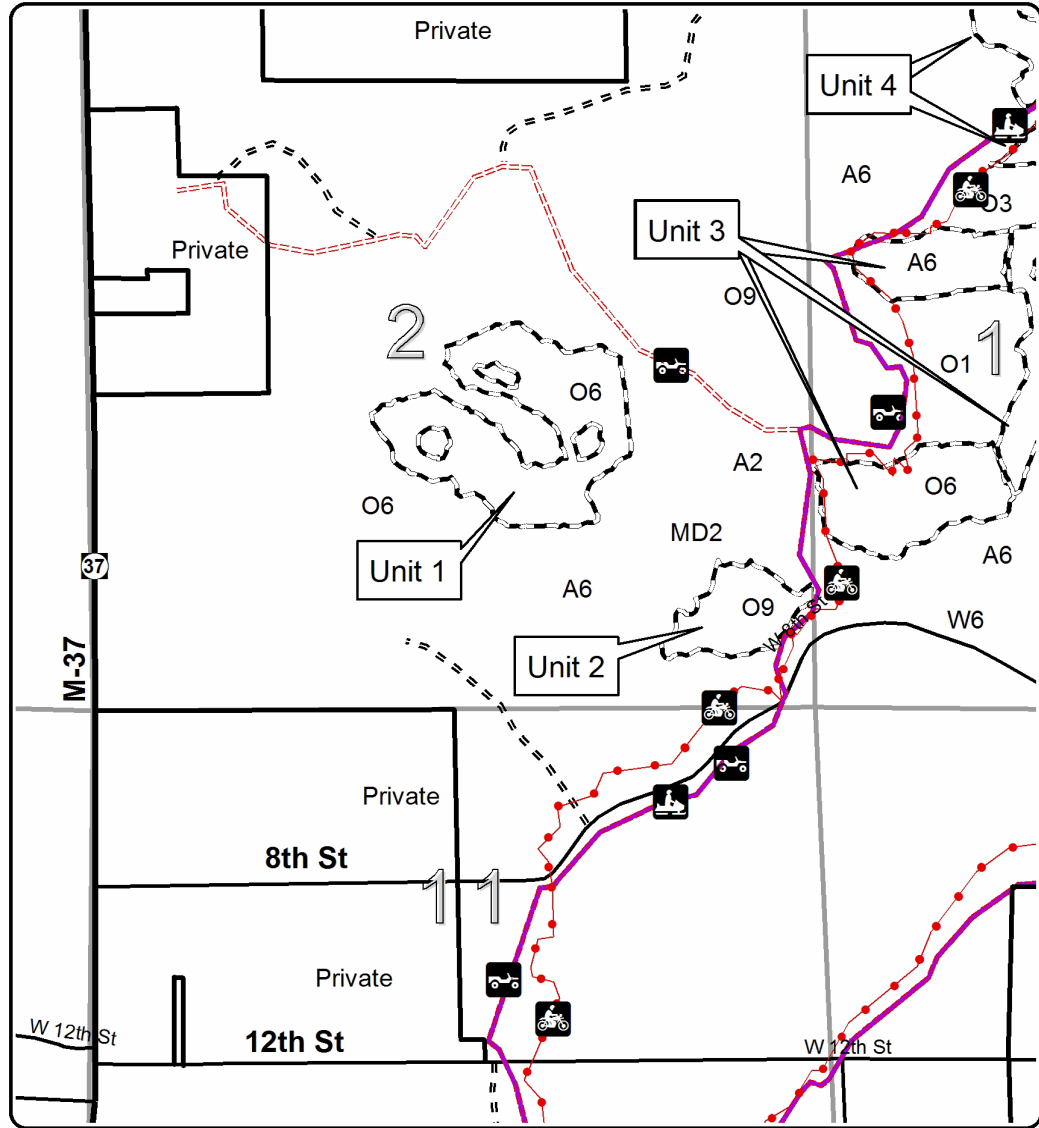 Private
Unit 4
A6
O3
Unit 3
Private
A6
O9
2
1
O1
O6
A2
O6
O6
MD2
A6
Unit 1
37
A6
O9
W 8th St
W6
Unit 2
M-37
Private
8th St
11
Private
W 12th St
12th St
W 12th St